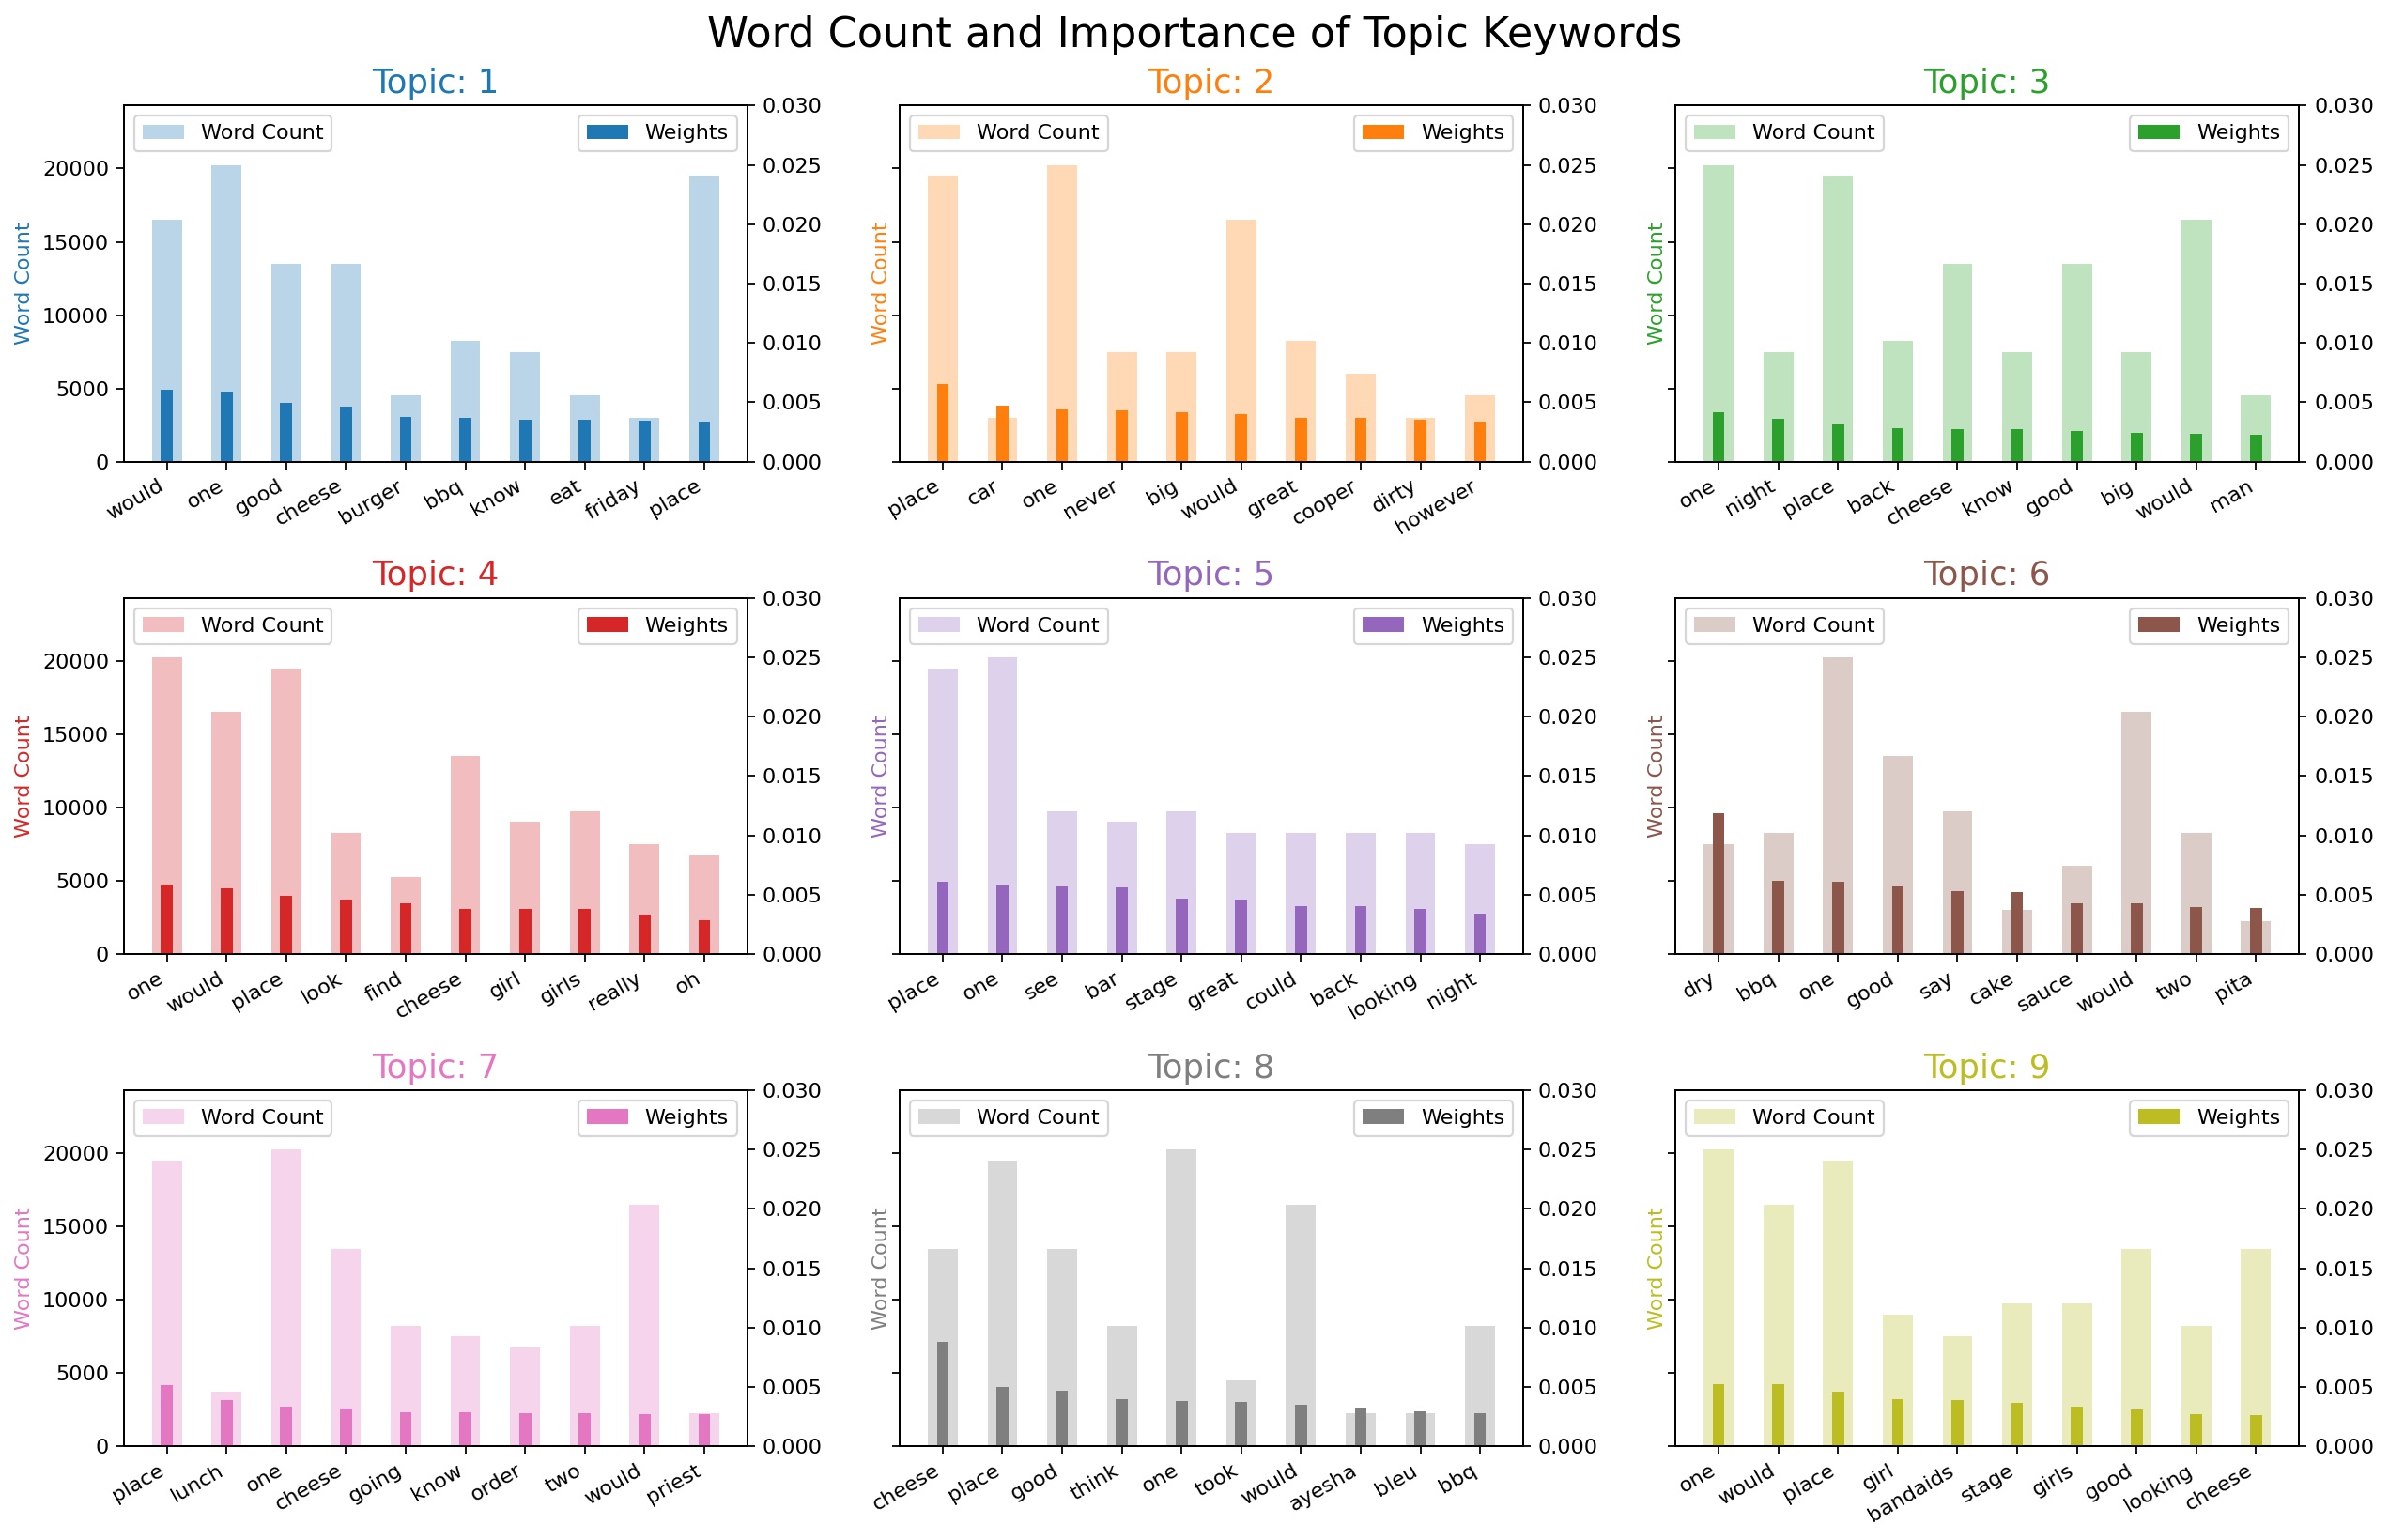 Word Count and Importance of Topic Keywords
Topic: 1
Word Count
Weights
Word Count
20000
15000
10000
5000
0
0.030
0.025
0.020
0.015
0.010
0.005
0.000
would one good cheese burger bbq know eat friday place
Topic: 2
Word Count
Weights
Word Count
0.030
0.025
0.020
0.015
0.010
0.005
0.000
place car one never big would great cooper dirty however
Topic: 3
Word Count
Weights
Word Count
0.030
0.025
0.020
0.015
0.010
0.005
0.000
one night place back cheese know good big would man
Topic: 4
Word Count
Weights
Word Count
20000
15000
10000
5000
0
0.030
0.025
0.020
0.015
0.010
0.005
0.000
one would place look find cheese girl girls really oh
Topic: 5
Word Count
Weights
Word Count
0.030
0.025
0.020
0.015
0.010
0.005
0.000
place one see bar stage great could back looking night
Topic: 6
Word Count
Weights
Word Count
0.030
0.025
0.020
0.015
0.010
0.005
0.000
dry bbq one good say cake sauce would two pita
Topic: 7
Word Count
Weights
Word Count
20000
15000
10000
5000
0
0.030
0.025
0.020
0.015
0.010
0.005
0.000
place lunch one cheese going know order two would priest
Topic: 8
Word Count
Weights
Word Count
0.030
0.025
0.020
0.015
0.010
0.005
0.000
cheese place good think one took would ayesha bleu bbq
Topic: 9
Word Count
Weights
Word Count
0.030
0.025
0.020
0.015
0.010
0.005
0.000
one would place girl bandaids stage girls good looking cheese